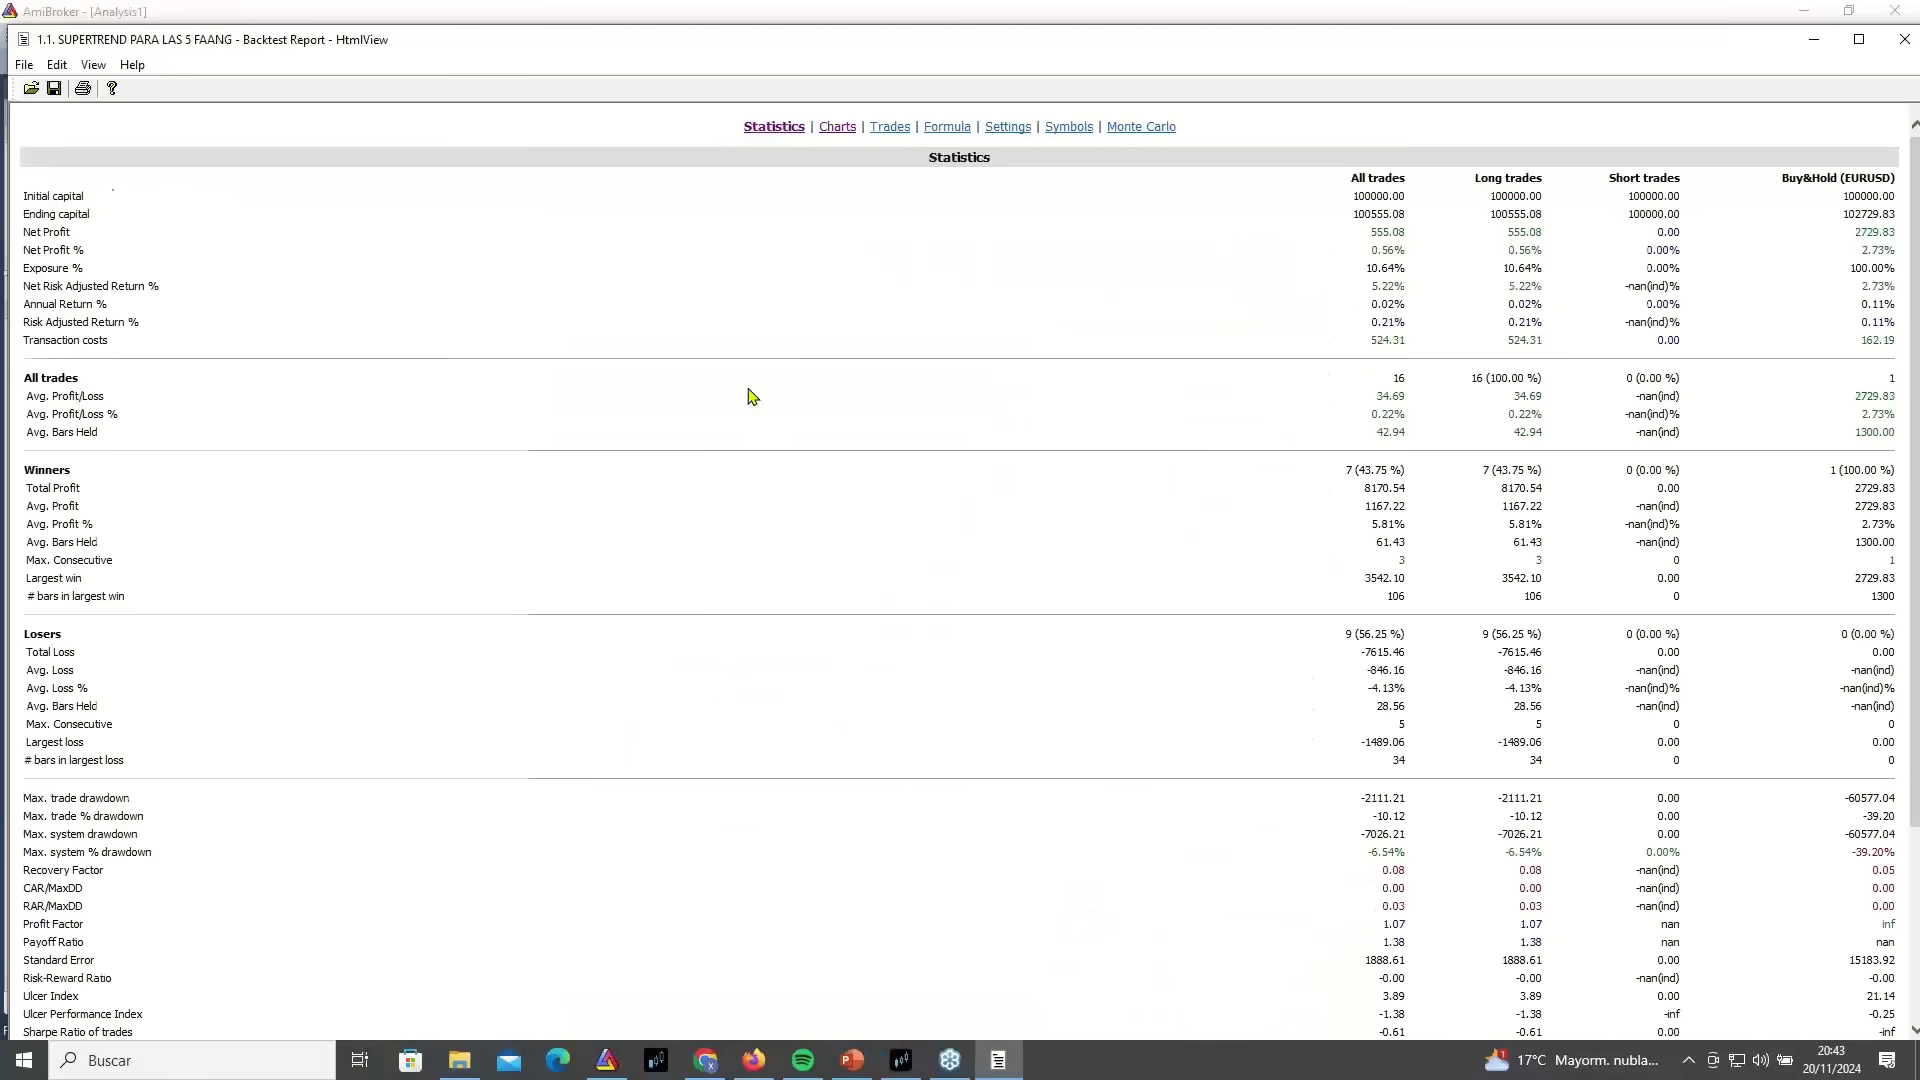 AmiBroker - [Analysis1]
1.1. SUPERTREND PARA LAS 5 FAANG - Backtest Report - HtmlView
File Edit View Help
Statistics | Charts | Trades | Formula | Settings | Symbols | Monte Carlo
Statistics
All trades Long trades Short trades Buy&Hold (EURUSD)
Initial capital 100000.00 100000.00 100000.00 100000.00
Ending capital 100555.08 100555.08 100000.00 102729.83
Net Profit 555.08 555.08 0.00 2729.83
Net Profit % 0.56% 0.56% 0.00% 2.73%
Exposure % 10.64% 10.64% 0.00% 100.00%
Net Risk Adjusted Return % 5.22% 5.22% -nan(ind)% 2.73%
Annual Return % 0.02% 0.02% 0.00% 0.11%
Risk Adjusted Return % 0.21% 0.21% -nan(ind)% 0.11%
Transaction costs 524.31 524.31 0.00 162.19
All trades 16 16 (100.00 %) 0 (0.00 %) 1
Avg. Profit/Loss 34.69 34.69 -nan(ind) 2729.83
Avg. Profit/Loss % 0.22% 0.22% -nan(ind)% 2.73%
Avg. Bars Held 42.94 42.94 -nan(ind) 1300.00
Winners 7 (43.75 %) 7 (43.75 %) 0 (0.00 %) 1 (100.00 %)
Total Profit 8170.54 8170.54 0.00 2729.83
Avg. Profit 1167.22 1167.22 -nan(ind) 2729.83
Avg. Profit % 5.81% 5.81% -nan(ind)% 2.73%
Avg. Bars Held 61.43 61.43 -nan(ind) 1300.00
Max. Consecutive 3 3 0 1
Largest win 3542.10 3542.10 0.00 2729.83
# bars in largest win 106 106 0 1300
Losers 9 (56.25 %) 9 (56.25 %) 0 (0.00 %) 0 (0.00 %)
Total Loss -7615.46 -7615.46 0.00 0.00
Avg. Loss -846.16 -846.16 -nan(ind) -nan(ind)
Avg. Loss % -4.13% -4.13% -nan(ind)% -nan(ind)%
Avg. Bars Held 28.56 28.56 -nan(ind) -nan(ind)
Max. Consecutive 5 5 0 0
Largest loss -1489.06 -1489.06 0.00 0.00
# bars in largest loss 34 34 0 0
Max. trade drawdown -2111.21 -2111.21 0.00 -60577.04
Max. trade % drawdown -10.12 -10.12 0.00 -39.20
Max. system drawdown -7026.21 -7026.21 0.00 -60577.04
Max. system % drawdown -6.54% -6.54% 0.00% -39.20%
Recovery Factor 0.08 0.08 -nan(ind) 0.05
CAR/MaxDD 0.00 0.00 -nan(ind) 0.00
RAR/MaxDD 0.03 0.03 -nan(ind) 0.00
Profit Factor 1.07 1.07 nan inf
Payoff Ratio 1.38 1.38 nan nan
Standard Error 1888.61 1888.61 0.00 15183.92
Risk-Reward Ratio -0.00 -0.00 -nan(ind) -0.00
Ulcer Index 3.89 3.89 0.00 21.14
Ulcer Performance Index -1.38 -1.38 -inf -0.25
Sharpe Ratio of trades -0.61 -0.61 0.00 -inf
Buscar 17°C Mayorm. nubla... 20:43
20/11/2024